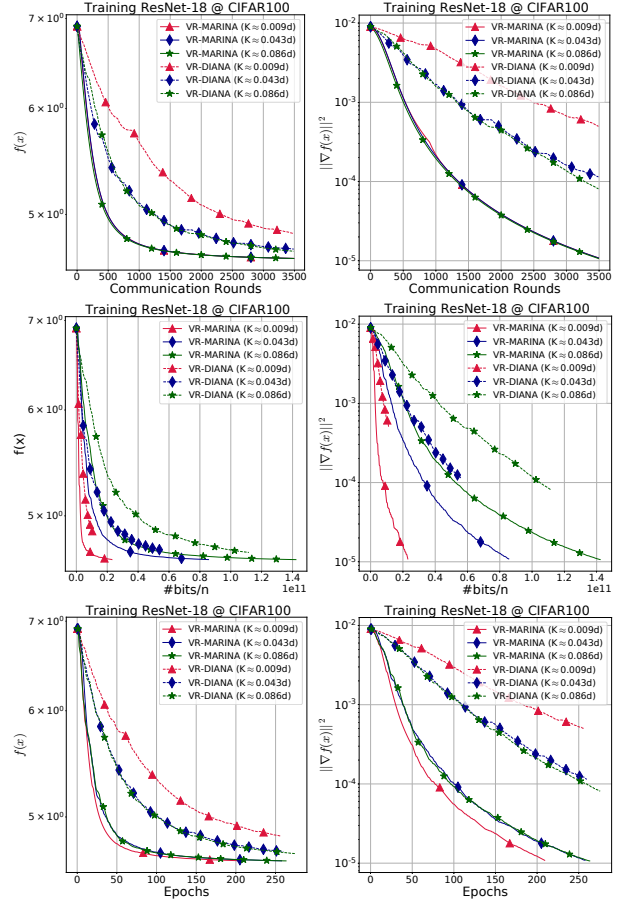 Training ResNet-18 @ CIFAR100
7 × 10⁰
6 × 10⁰
5 × 10⁰
f(x)
VR-MARINA (K≈0.009d)
VR-MARINA (K≈0.043d)
VR-MARINA (K≈0.086d)
VR-DIANA (K≈0.009d)
VR-DIANA (K≈0.043d)
VR-DIANA (K≈0.086d)
0 500 1000 1500 2000 2500 3000 3500
Communication Rounds
Training ResNet-18 @ CIFAR100
10⁻²
10⁻³
10⁻⁴
10⁻⁵
||∇f(x)||²
VR-MARINA (K≈0.009d)
VR-MARINA (K≈0.043d)
VR-MARINA (K≈0.086d)
VR-DIANA (K≈0.009d)
VR-DIANA (K≈0.043d)
VR-DIANA (K≈0.086d)
0 500 1000 1500 2000 2500 3000 3500
Communication Rounds
Training ResNet-18 @ CIFAR100
7 × 10⁰
6 × 10⁰
5 × 10⁰
f(x)
VR-MARINA (K≈0.009d)
VR-MARINA (K≈0.043d)
VR-MARINA (K≈0.086d)
VR-DIANA (K≈0.009d)
VR-DIANA (K≈0.043d)
VR-DIANA (K≈0.086d)
0.0 0.2 0.4 0.6 0.8 1.0 1.2 1.4
1e11
#bits/n
Training ResNet-18 @ CIFAR100
10⁻²
10⁻³
10⁻⁴
10⁻⁵
||∇f(x)||²
VR-MARINA (K≈0.009d)
VR-MARINA (K≈0.043d)
VR-MARINA (K≈0.086d)
VR-DIANA (K≈0.009d)
VR-DIANA (K≈0.043d)
VR-DIANA (K≈0.086d)
0.0 0.2 0.4 0.6 0.8 1.0 1.2 1.4
1e11
#bits/n
Training ResNet-18 @ CIFAR100
7 × 10⁰
6 × 10⁰
5 × 10⁰
f(x)
VR-MARINA (K≈0.009d)
VR-MARINA (K≈0.043d)
VR-MARINA (K≈0.086d)
VR-DIANA (K≈0.009d)
VR-DIANA (K≈0.043d)
VR-DIANA (K≈0.086d)
0 50 100 150 200 250
Epochs
Training ResNet-18 @ CIFAR100
10⁻²
10⁻³
10⁻⁴
10⁻⁵
||∇f(x)||²
VR-MARINA (K≈0.009d)
VR-MARINA (K≈0.043d)
VR-MARINA (K≈0.086d)
VR-DIANA (K≈0.009d)
VR-DIANA (K≈0.043d)
VR-DIANA (K≈0.086d)
0 50 100 150 200 250
Epochs